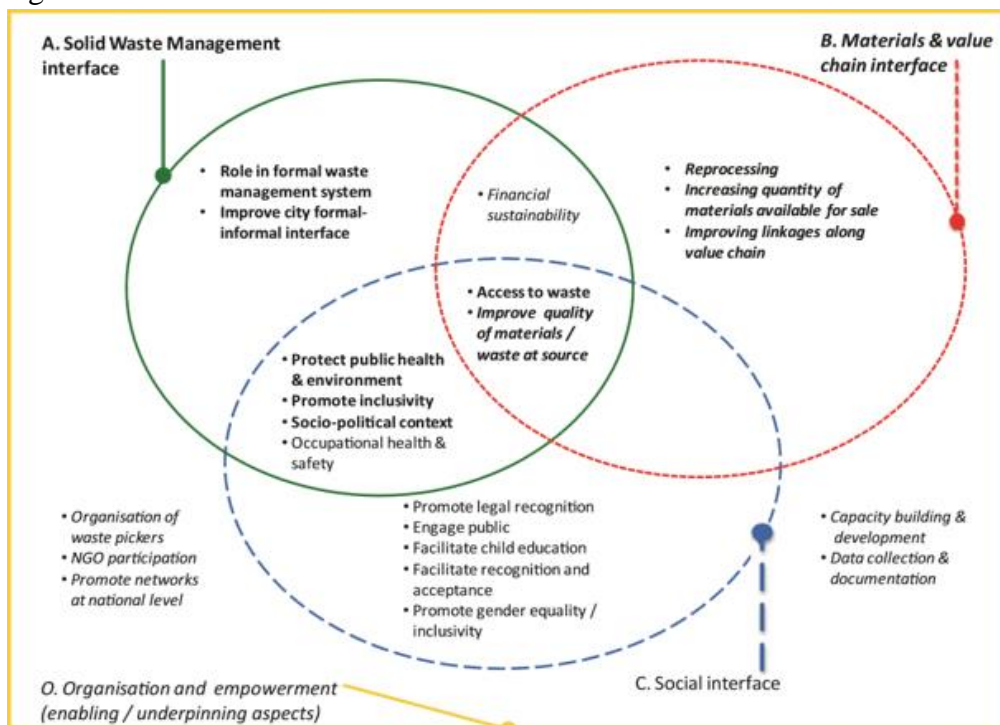 A. Solid Waste Management
interface
B. Materials & value
chain interface
• Role in formal waste
management system
• Improve city formal-
informal interface
• Financial
sustainability
• Reprocessing
• Increasing quantity of
materials available for sale
• Improving linkages along
value chain
• Access to waste
• Improve quality
of materials /
waste at source
• Protect public health
& environment
• Promote inclusivity
• Socio-political context
• Occupational health &
safety
• Organisation of
waste pickers
• NGO participation
• Promote networks
at national level
• Promote legal recognition
• Engage public
• Facilitate child education
• Facilitate recognition and
acceptance
• Promote gender equality /
inclusivity
• Capacity building &
development
• Data collection &
documentation
C. Social interface
O. Organisation and empowerment
(enabling / underpinning aspects)